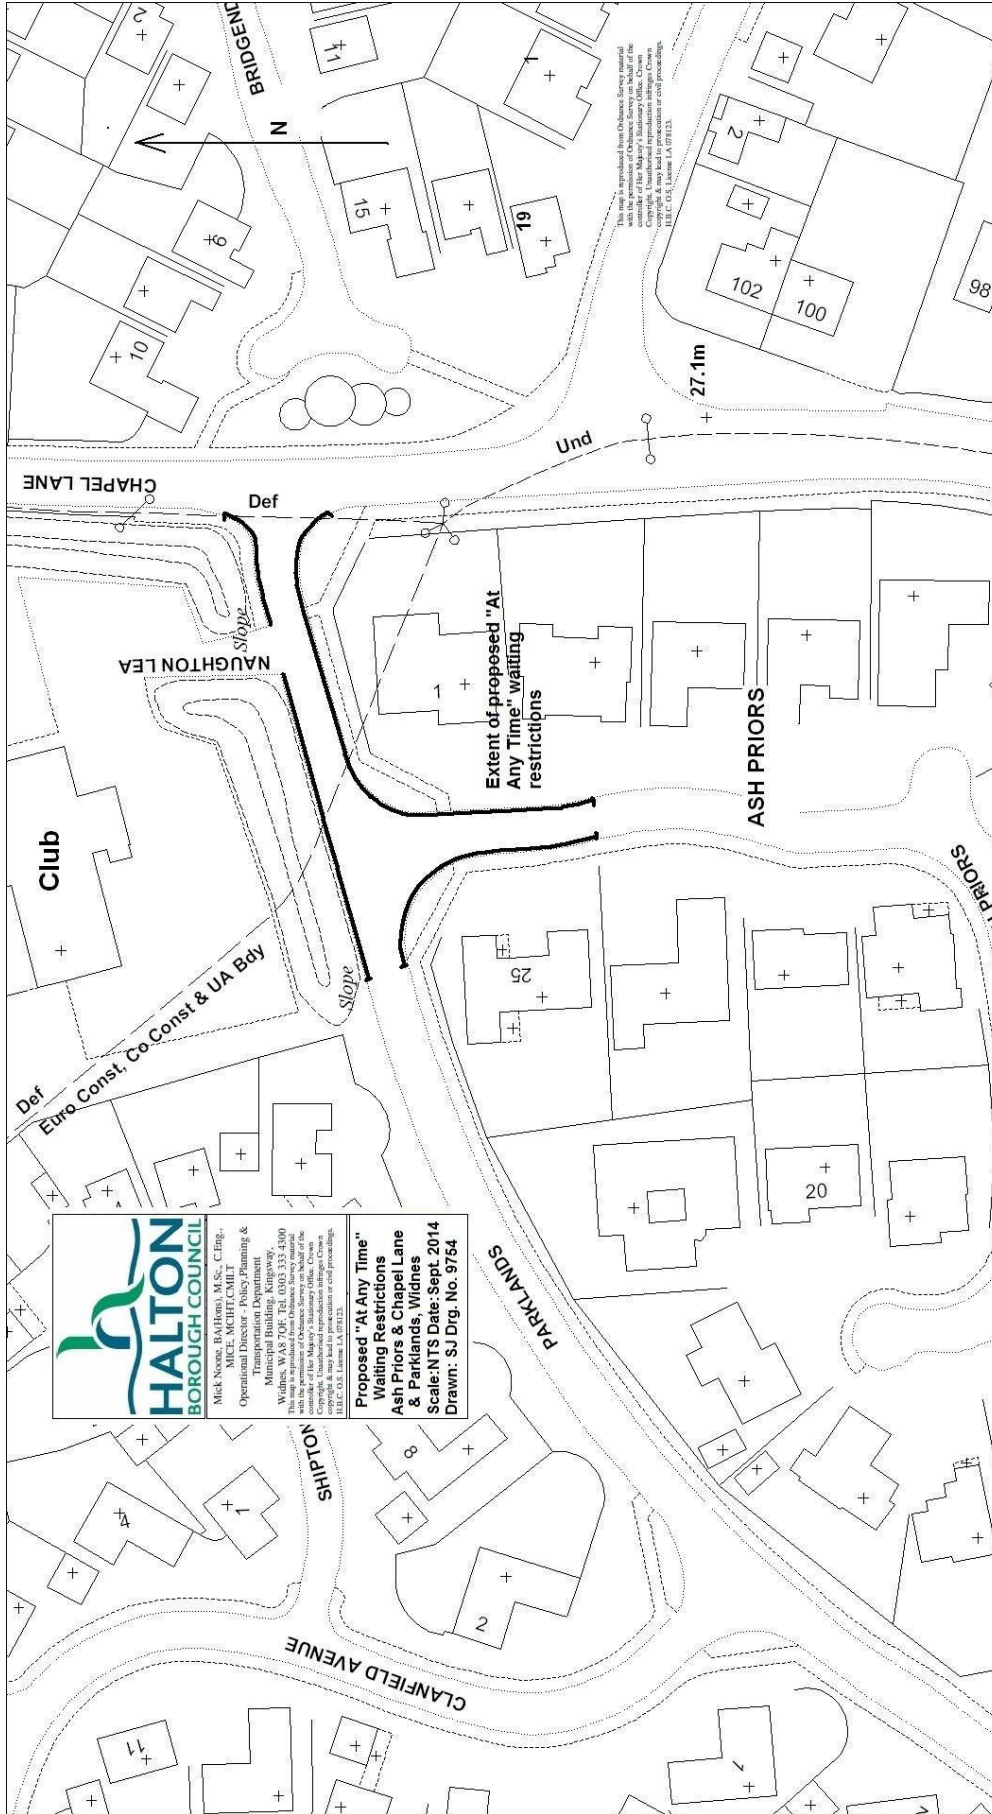 HALTON
BOROUGH COUNCIL
Mick Noone, BA(Hons), M.Sc., C.Eng.,
MICE, MCIHT,CMILT
Operational Director - Policy,Planning &
Transportation Department
Municipal Building, Kingsway,
Widnes, WA8 7QF. Tel. 0303 333 4300
This map is reproduced from Ordnance Survey material
with the permission of Ordnance Survey on behalf of the
controller of Her Majesty's Stationary Office. Crown
Copyright. Unauthorised reproduction infringes Crown
copyright & may lead to prosecution or civil proceedings.
H.B.C. O.S. License LA 078123.
Proposed "At Any Time"
Waiting Restrictions
Ash Priors & Chapel Lane
& Parklands, Widnes
Scale:NTS Date:Sept. 2014
Drawn: SJ Drg. No. 9754
Extent of proposed "At
Any Time" waiting
restrictions
This map is reproduced from Ordnance Survey material
with the permission of Ordnance Survey on behalf of the
controller of Her Majesty's Stationary Office. Crown
Copyright. Unauthorised reproduction infringes Crown
copyright & may lead to prosecution or civil proceedings.
H.B.C. O.S. License LA 078123.
N
BRIDGEND
CHAPEL LANE
NAUGHTON LEA
ASH PRIORS
PRIORS
PARKLANDS
SHIPTON
CLANFIELD AVENUE
Club
Slope
Slope
Def
Def
Und
Euro Const, Co Const & UA Bdy
27.1m
2
11
1
15
19
9
10
2
102
100
98
1
25
20
8
4
1
2
11
7